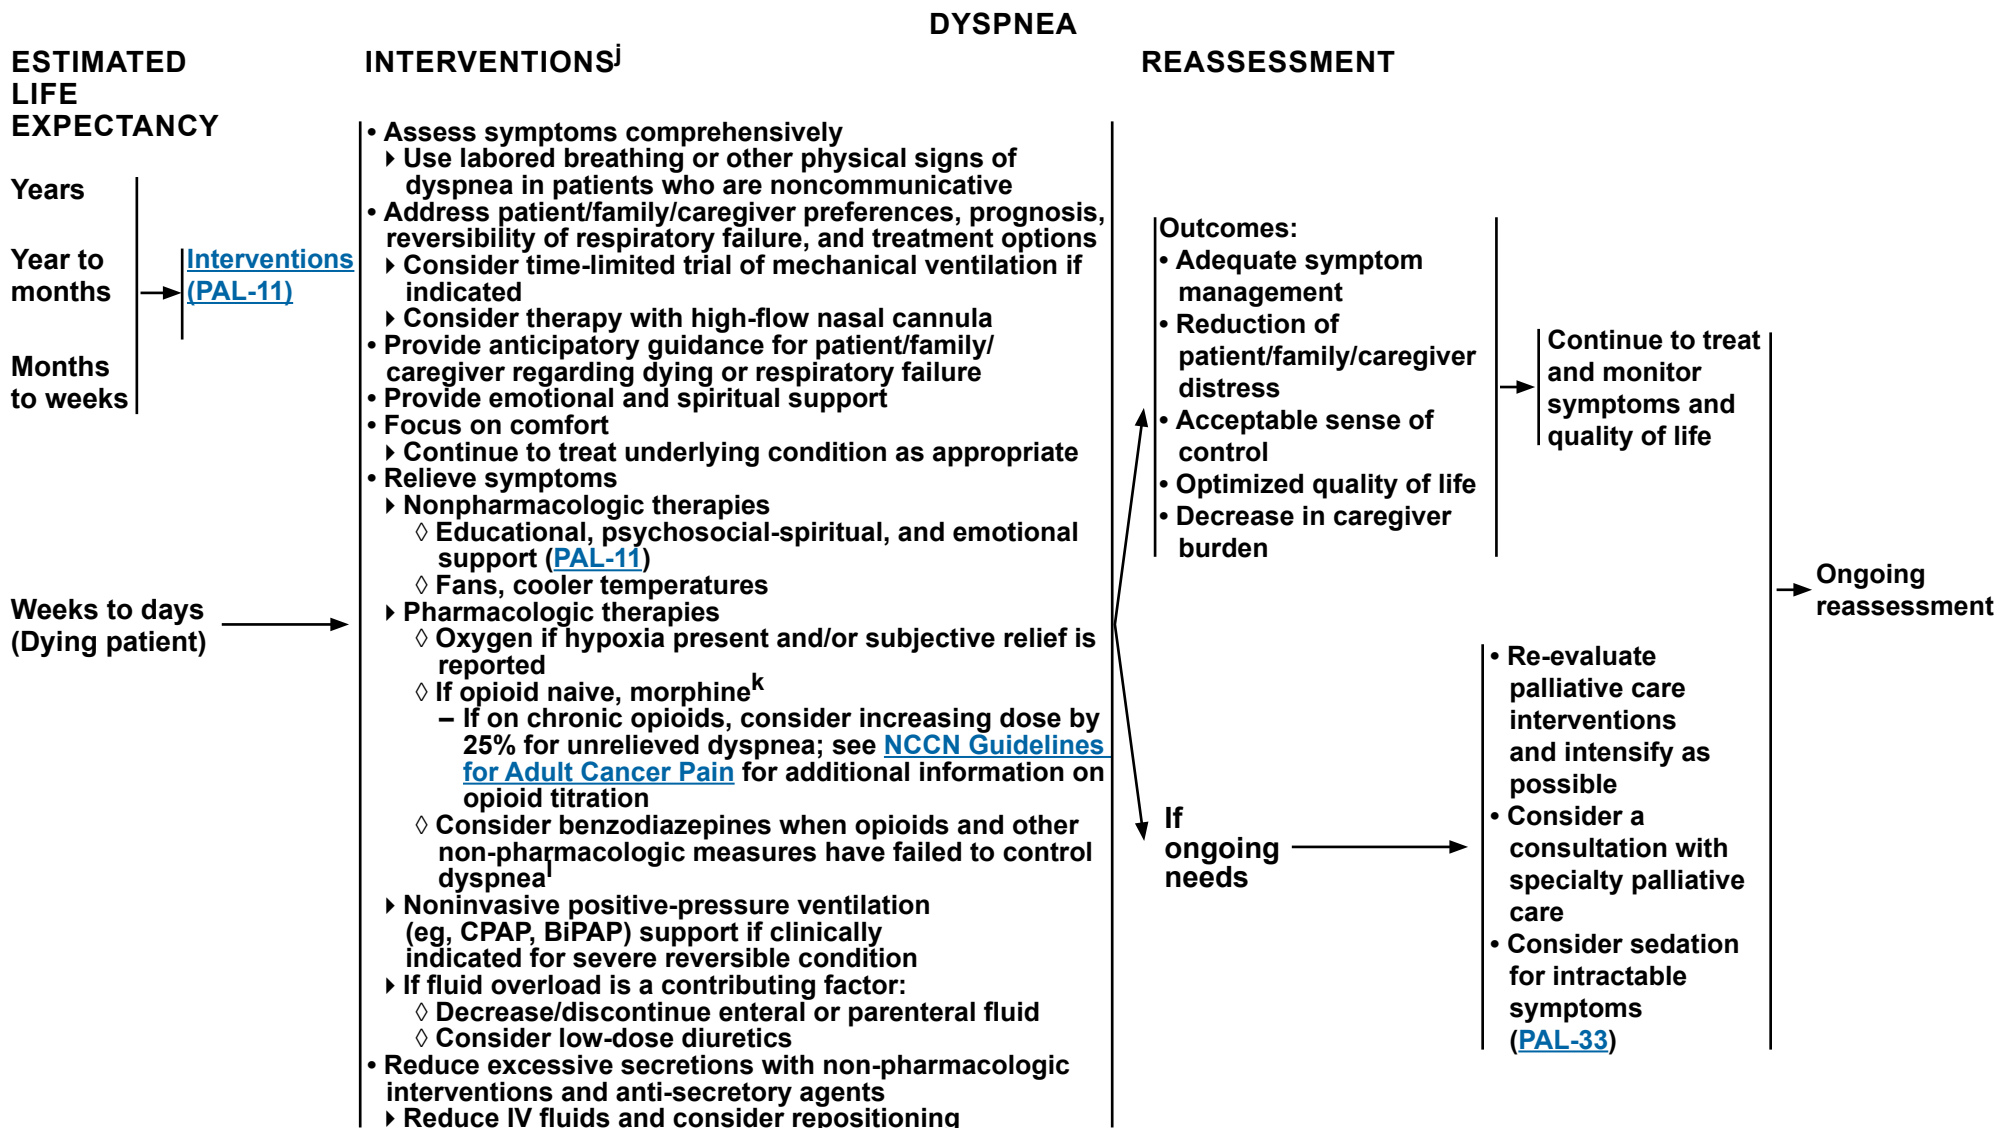 DYSPNEA
ESTIMATED
LIFE
EXPECTANCY
INTERVENTIONSj
REASSESSMENT
Years
Year to
months
Months
to weeks
Interventions
(PAL-11)
Weeks to days
(Dying patient)
• Assess symptoms comprehensively
▸ Use labored breathing or other physical signs of
dyspnea in patients who are noncommunicative
• Address patient/family/caregiver preferences, prognosis,
reversibility of respiratory failure, and treatment options
▸ Consider time-limited trial of mechanical ventilation if
indicated
▸ Consider therapy with high-flow nasal cannula
• Provide anticipatory guidance for patient/family/
caregiver regarding dying or respiratory failure
• Provide emotional and spiritual support
• Focus on comfort
▸ Continue to treat underlying condition as appropriate
• Relieve symptoms
▸ Nonpharmacologic therapies
◊ Educational, psychosocial-spiritual, and emotional
support (PAL-11)
◊ Fans, cooler temperatures
▸ Pharmacologic therapies
◊ Oxygen if hypoxia present and/or subjective relief is
reported
◊ If opioid naive, morphinek
– If on chronic opioids, consider increasing dose by
25% for unrelieved dyspnea; see NCCN Guidelines
for Adult Cancer Pain for additional information on
opioid titration
◊ Consider benzodiazepines when opioids and other
non-pharmacologic measures have failed to control
dyspneal
▸ Noninvasive positive-pressure ventilation
(eg, CPAP, BiPAP) support if clinically
indicated for severe reversible condition
▸ If fluid overload is a contributing factor:
◊ Decrease/discontinue enteral or parenteral fluid
◊ Consider low-dose diuretics
• Reduce excessive secretions with non-pharmacologic
interventions and anti-secretory agents
▸ Reduce IV fluids and consider repositioning
Outcomes:
• Adequate symptom
management
• Reduction of
patient/family/caregiver
distress
• Acceptable sense of
control
• Optimized quality of life
• Decrease in caregiver
burden
Continue to treat
and monitor
symptoms and
quality of life
If
ongoing
needs
• Re-evaluate
palliative care
interventions
and intensify as
possible
• Consider a
consultation with
specialty palliative
care
• Consider sedation
for intractable
symptoms
(PAL-33)
Ongoing
reassessment